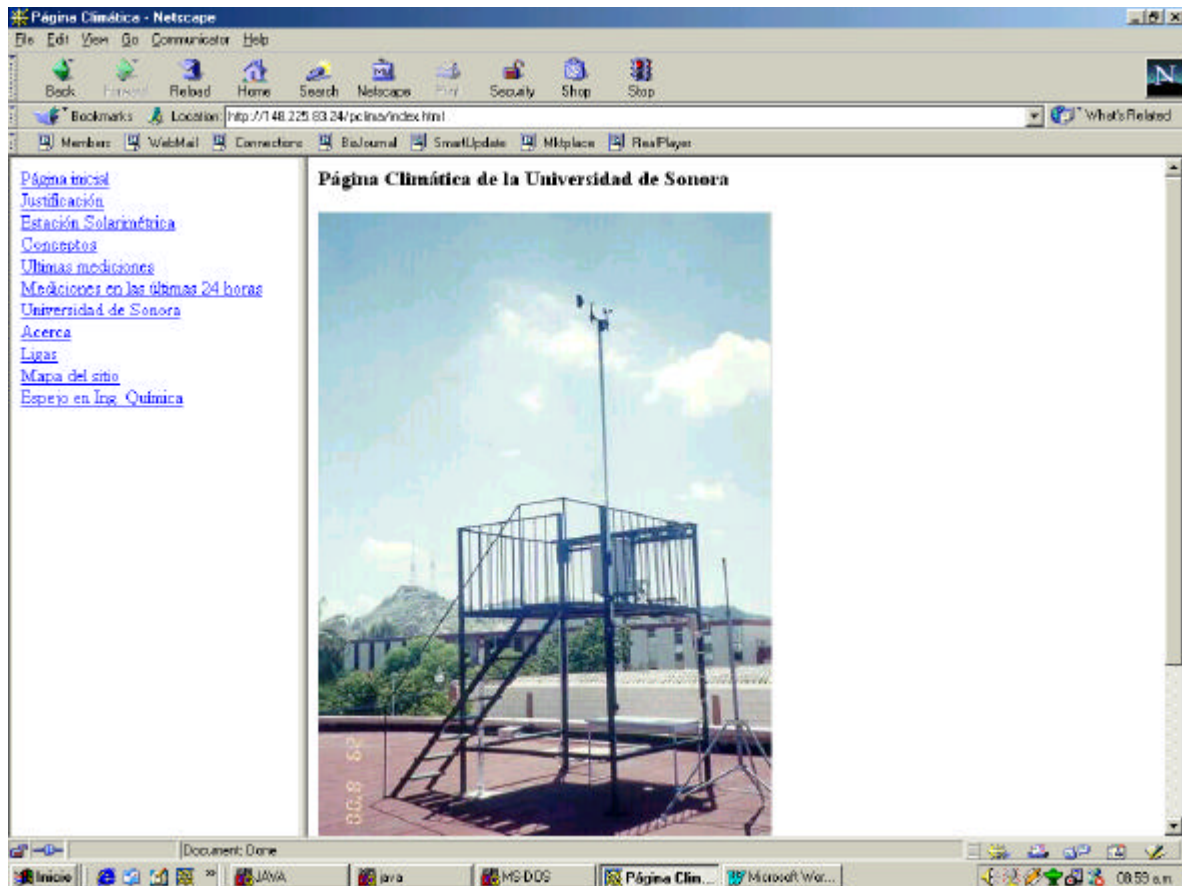 Página Climática - Netscape
File Edit View Go Communicator Help
Back Forward Reload Home Search Netscape Print Security Shop Stop
Bookmarks Location: http://148.225.83.24/pclima/index.html What's Related
Members WebMail Connections BizJournal SmartUpdate Mktplace RealPlayer
Página inicial
Justificación
Estación Solarimétrica
Conceptos
Ultimas mediciones
Mediciones en las últimas 24 horas
Universidad de Sonora
Acerca
Ligas
Mapa del sitio
Espejo en Ing. Química
Página Climática de la Universidad de Sonora
Document: Done
Inicio JAVA java MS-DOS Página Clim... Microsoft Wor... 08:59 a.m.